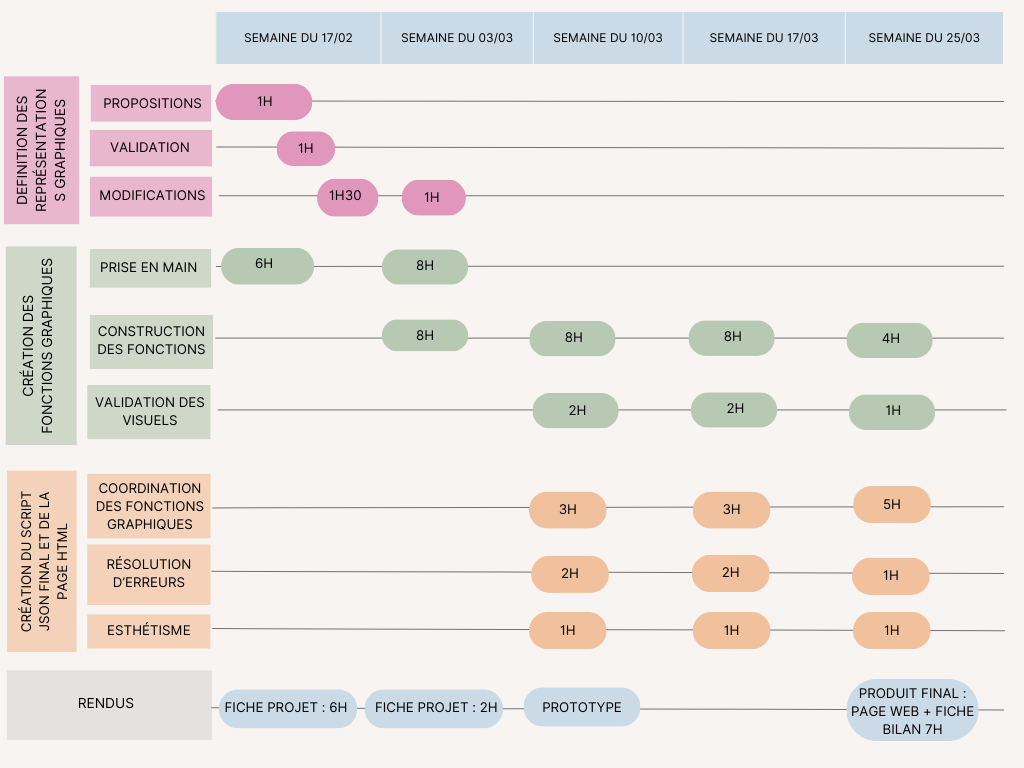 SEMAINE DU 17/02
SEMAINE DU 03/03
SEMAINE DU 10/03
SEMAINE DU 17/03
SEMAINE DU 25/03
DEFINITION DES
REPRÉSENTATION
S GRAPHIQUES
PROPOSITIONS
1H
VALIDATION
1H
MODIFICATIONS
1H30
1H
CRÉATION DES
FONCTIONS GRAPHIQUES
PRISE EN MAIN
6H
8H
CONSTRUCTION
DES FONCTIONS
8H
8H
8H
4H
VALIDATION DES
VISUELS
2H
2H
1H
CRÉATION DU SCRIPT
JSON FINAL ET DE LA
PAGE HTML
COORDINATION
DES FONCTIONS
GRAPHIQUES
3H
3H
5H
RÉSOLUTION
D'ERREURS
2H
2H
1H
ESTHÉTISME
1H
1H
1H
RENDUS
FICHE PROJET : 6H
FICHE PROJET : 2H
PROTOTYPE
PRODUIT FINAL :
PAGE WEB + FICHE
BILAN 7H